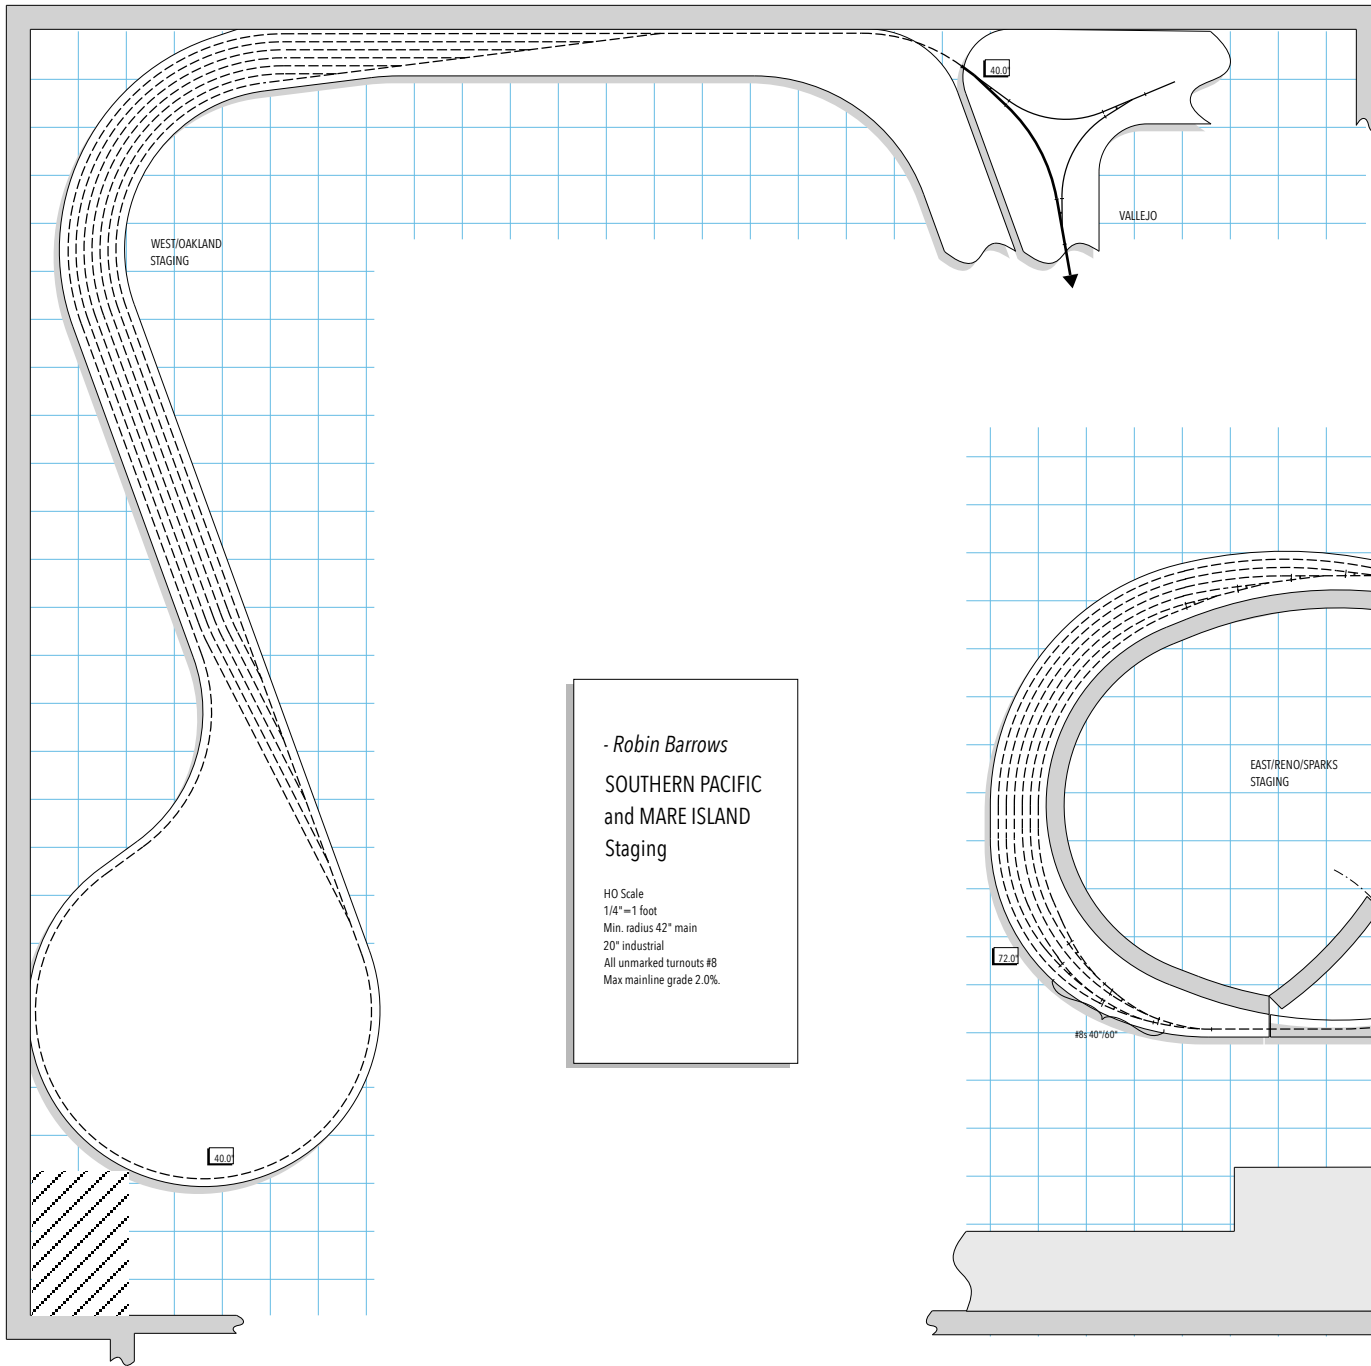 40.0"
VALLEJO
WEST/OAKLAND
STAGING
- Robin Barrows
SOUTHERN PACIFIC
and MARE ISLAND
Staging
HO Scale
1/4"=1 foot
Min. radius 42" main
20" industrial
All unmarked turnouts #8
Max mainline grade 2.0%.
EAST/RENO/SPARKS
STAGING
72.0"
#8s 40"/60"
40.0"